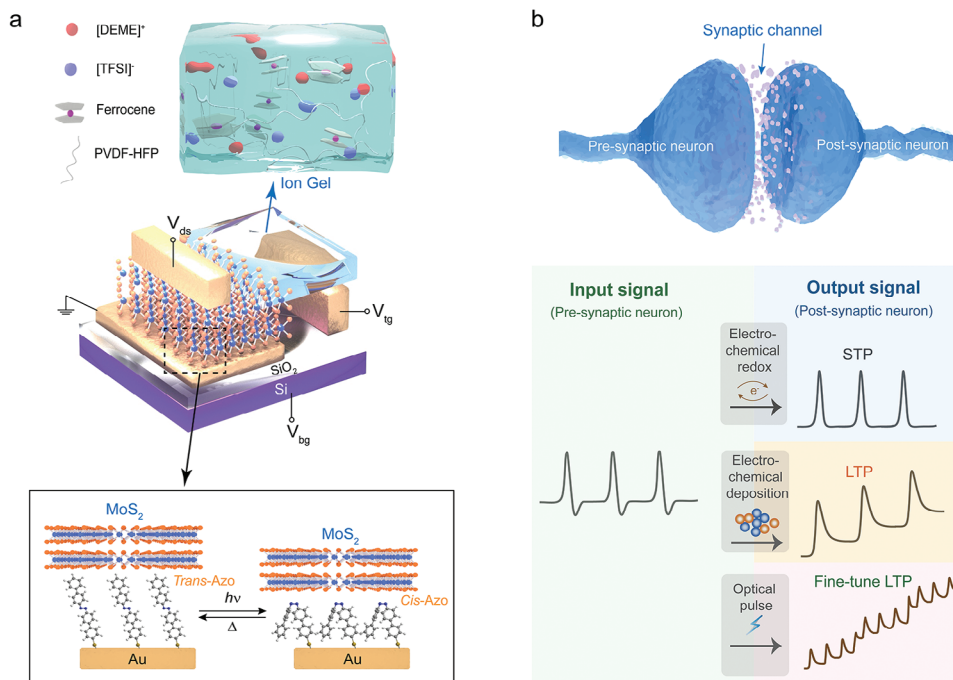 a
[DEME]⁺
[TFSI]⁻
Ferrocene
PVDF-HFP
Ion Gel
V_ds
V_tg
SiO₂
Si
V_bg
MoS₂
MoS₂
Trans-Azo
Cis-Azo
hν
Δ
Au
Au
b
Synaptic channel
Pre-synaptic neuron
Post-synaptic neuron
Input signal
(Pre-synaptic neuron)
Output signal
(Post-synaptic neuron)
Electro-
chemical
redox
e⁻
STP
Electro-
chemical
deposition
LTP
Optical
pulse
Fine-tune LTP